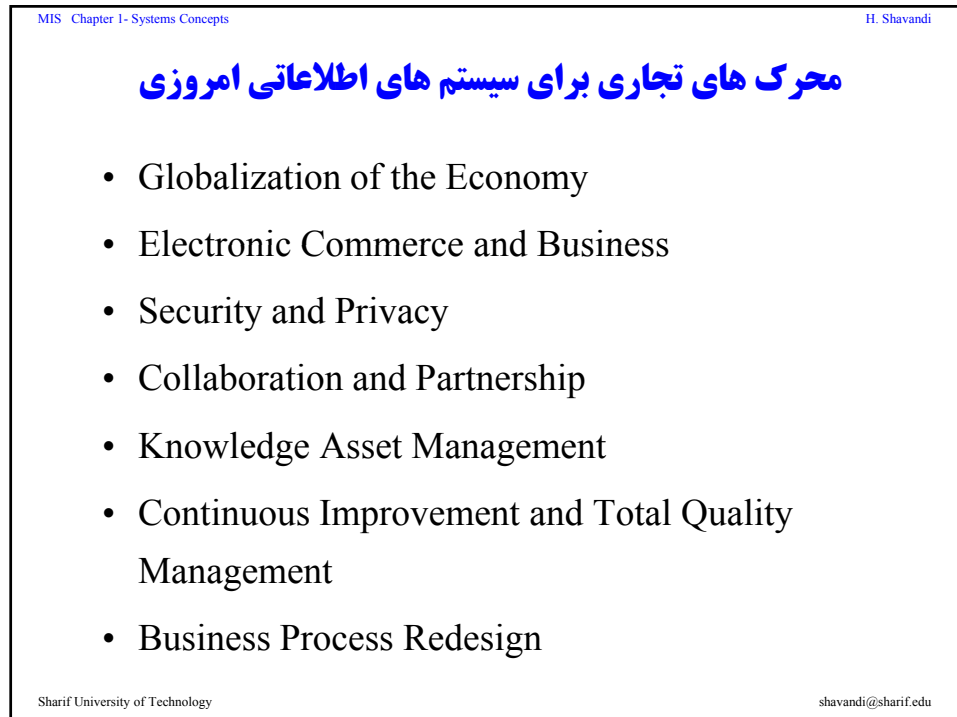 MIS Chapter 1- Systems Concepts
H. Shavandi
محرک های تجاری برای سیستم های اطلاعاتی امروزی
• Globalization of the Economy
• Electronic Commerce and Business
• Security and Privacy
• Collaboration and Partnership
• Knowledge Asset Management
• Continuous Improvement and Total Quality
Management
• Business Process Redesign
Sharif University of Technology
shavandi@sharif.edu